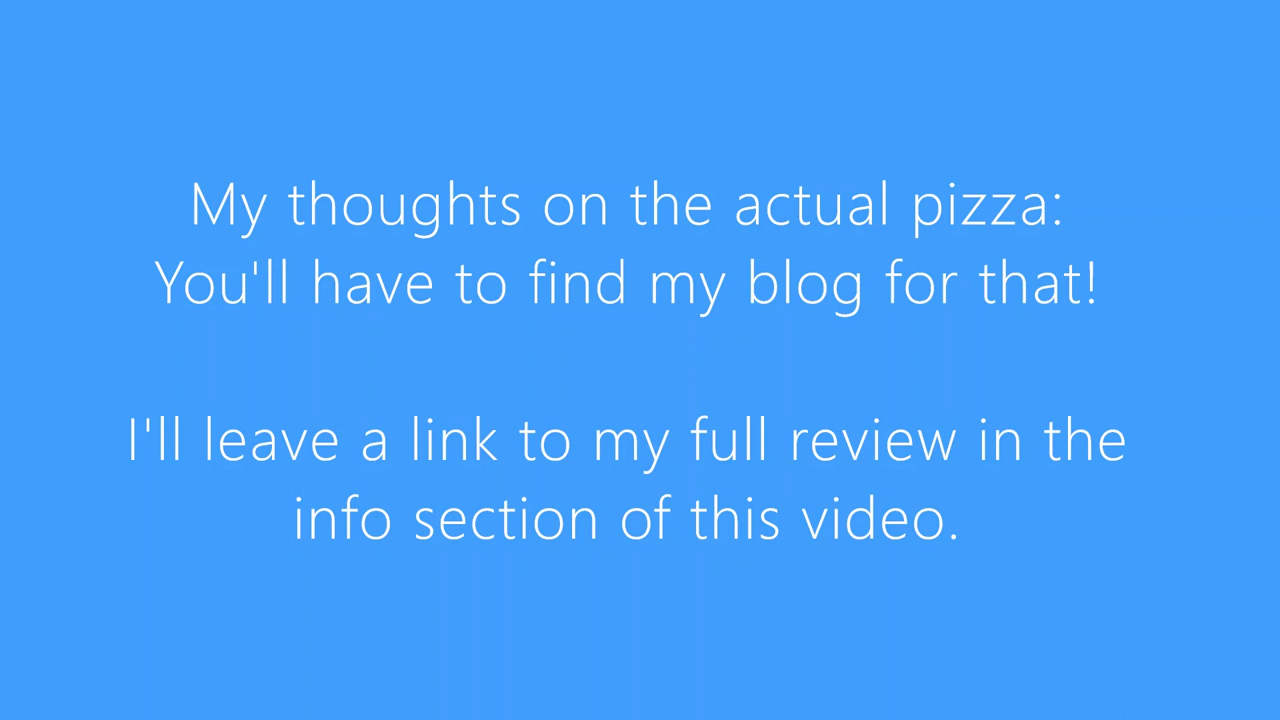 My thoughts on the actual pizza:
You'll have to find my blog for that!
I'll leave a link to my full review in the
info section of this video.